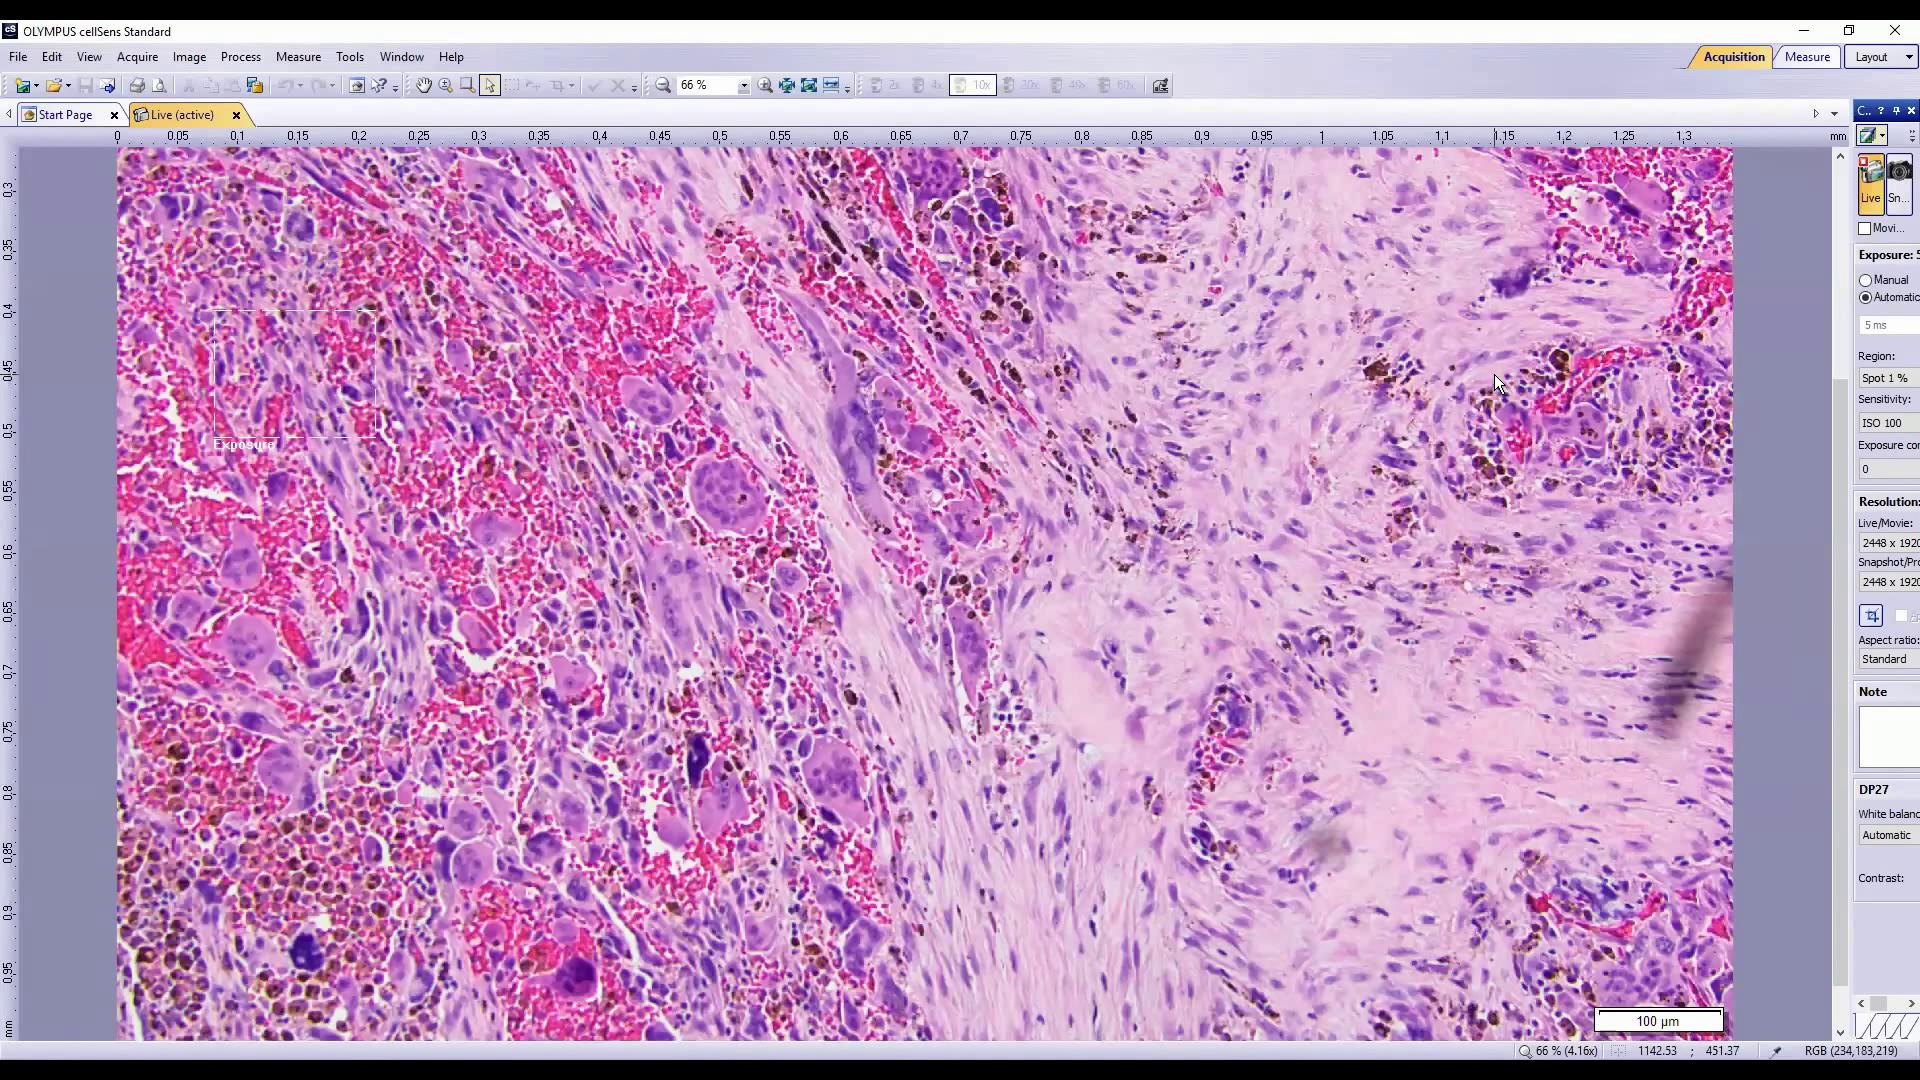 OLYMPUS cellSens Standard
File Edit View Acquire Image Process Measure Tools Window Help
Acquisition Measure Layout
66 % 2x 4x 10x 20x 40x 60x
Start Page Live (active)
C.. ?
0 0.05 0.1 0.15 0.2 0.25 0.3 0.35 0.4 0.45 0.5 0.55 0.6 0.65 0.7 0.75 0.8 0.85 0.9 0.95 1 1.05 1.1 1.15 1.2 1.25 1.3 mm
0.3
0.35
0.4
0.45
0.5
0.55
0.6
0.65
0.7
0.75
0.8
0.85
0.9
0.95
mm
Exposure
100 µm
Live Sn...
Movi...
Exposure: 5
Manual
Automatic
5 ms
Region:
Spot 1 %
Sensitivity:
ISO 100
Exposure cor
0
Resolution:
Live/Movie:
2448 x 1920
Snapshot/Pro
2448 x 1920
Aspect ratio:
Standard
Note
DP27
White balanc
Automatic
Contrast:
66 % (4.16x) 1142.53 ; 451.37 RGB (234,183,219)